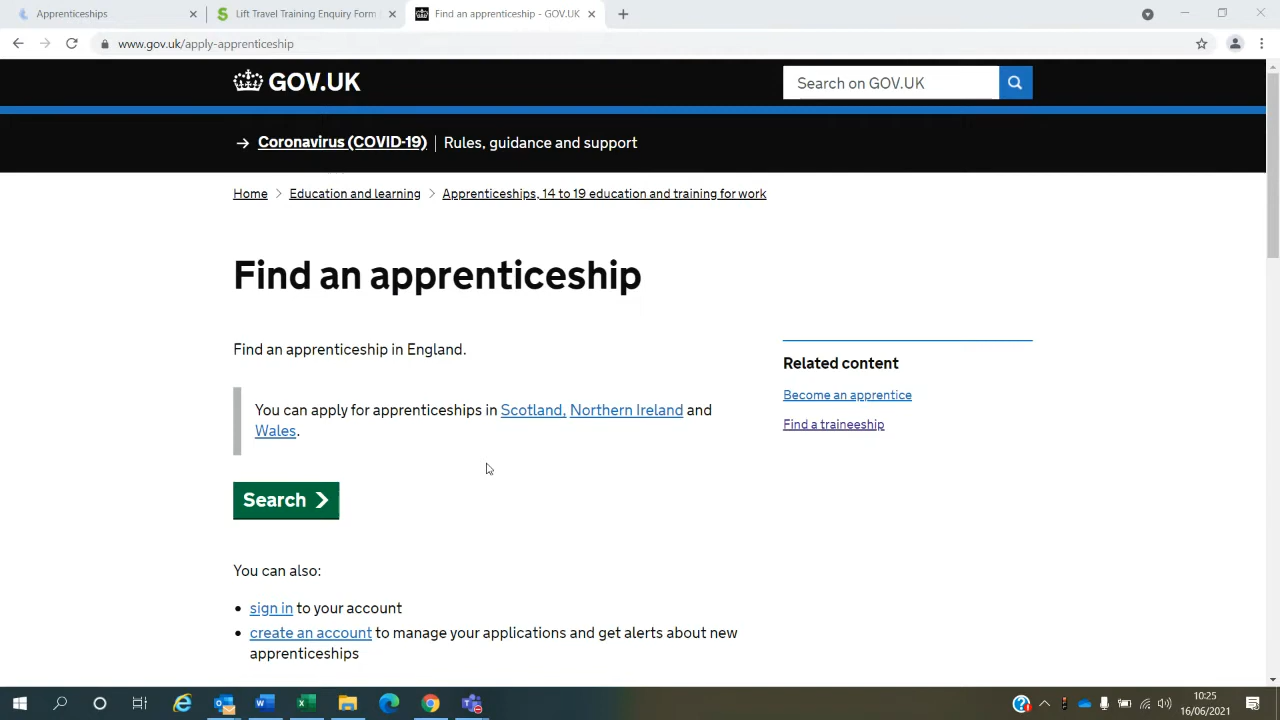 Apprenticeships
Lift Travel Training Enquiry Form
Find an apprenticeship - GOV.UK
www.gov.uk/apply-apprenticeship
GOV.UK
Search on GOV.UK
→ Coronavirus (COVID-19) | Rules, guidance and support
Home > Education and learning > Apprenticeships, 14 to 19 education and training for work
Find an apprenticeship
Find an apprenticeship in England.
Related content
Become an apprentice
You can apply for apprenticeships in Scotland, Northern Ireland and
Find a traineeship
Wales.
Search
You can also:
• sign in to your account
• create an account to manage your applications and get alerts about new
apprenticeships
10:25
16/06/2021